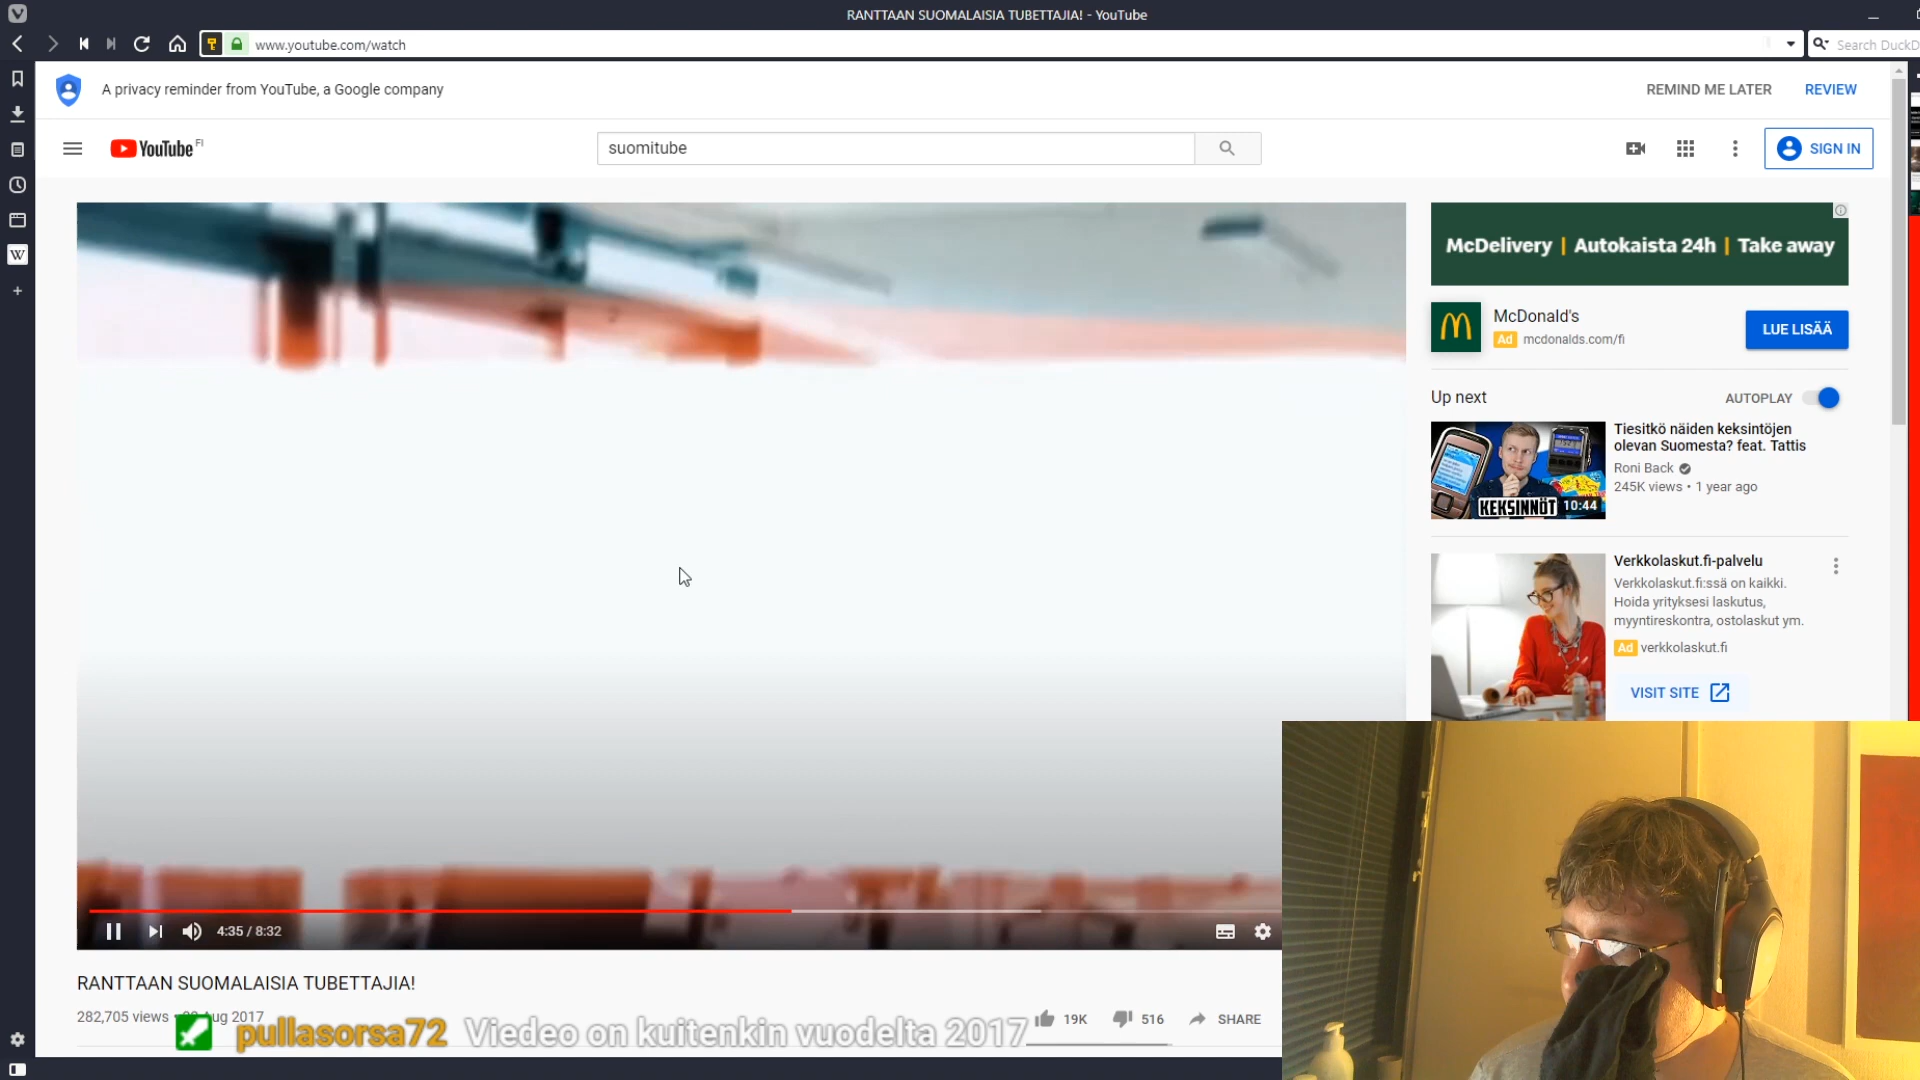 RANTTAAN SUOMALAISIA TUBETTAJIA! - YouTube
www.youtube.com/watch
Search DuckD
A privacy reminder from YouTube, a Google company
REMIND ME LATER
REVIEW
YouTube FI
suomitube
SIGN IN
McDelivery | Autokaista 24h | Take away
McDonald's
Ad mcdonalds.com/fi
LUE LISÄÄ
Up next
AUTOPLAY
KEKSINNÖT
10:44
Tiesitkö näiden keksintöjen
olevan Suomesta? feat. Tattis
Roni Back
245K views • 1 year ago
Verkkolaskut.fi-palvelu
Verkkolaskut.fi:ssä on kaikki.
Hoida yrityksesi laskutus,
myyntireskontra, ostolaskut ym.
Ad verkkolaskut.fi
VISIT SITE
4:35 / 8:32
RANTTAAN SUOMALAISIA TUBETTAJIA!
282,705 views • Aug 2017
19K
516
SHARE
pullasorsa72 Viedeo on kuitenkin vuodelta 2017